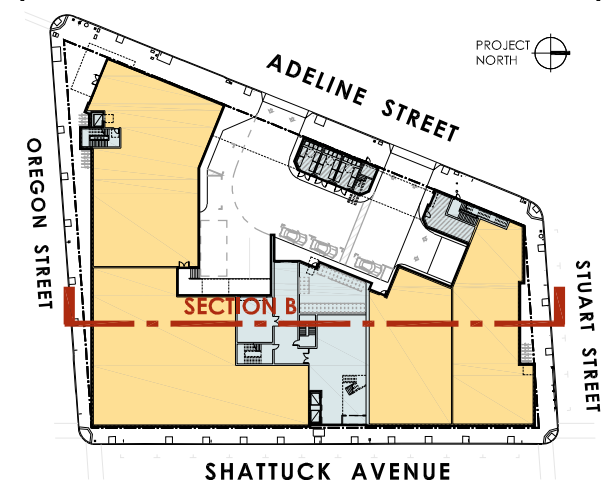 PROJECT
NORTH
ADELINE STREET
OREGON STREET
SECTION B
STUART STREET
SHATTUCK AVENUE